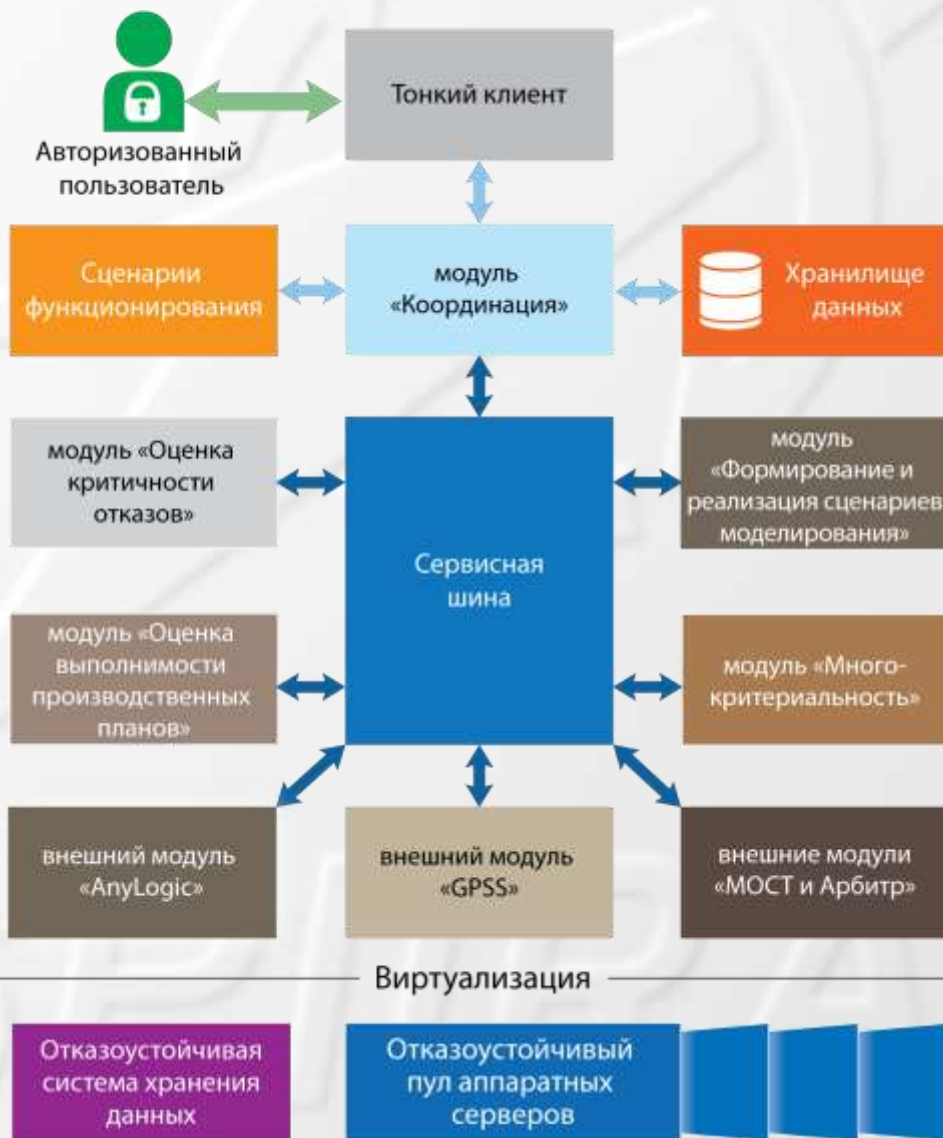 Тонкий клиент
Авторизованный
пользователь
Сценарии
функционирования
модуль
«Координация»
Хранилище
данных
модуль «Оценка
критичности
отказов»
модуль
«Формирование и
реализация сценариев
моделирования»
Сервисная
шина
модуль «Оценка
выполнимости
производственных
планов»
модуль «Много-
критериальность»
внешний модуль
«AnyLogic»
внешний модуль
«GPSS»
внешние модули
«МОСТ и Арбитр»
Виртуализация
Отказоустойчивая
система хранения
данных
Отказоустойчивый
пул аппаратных
серверов